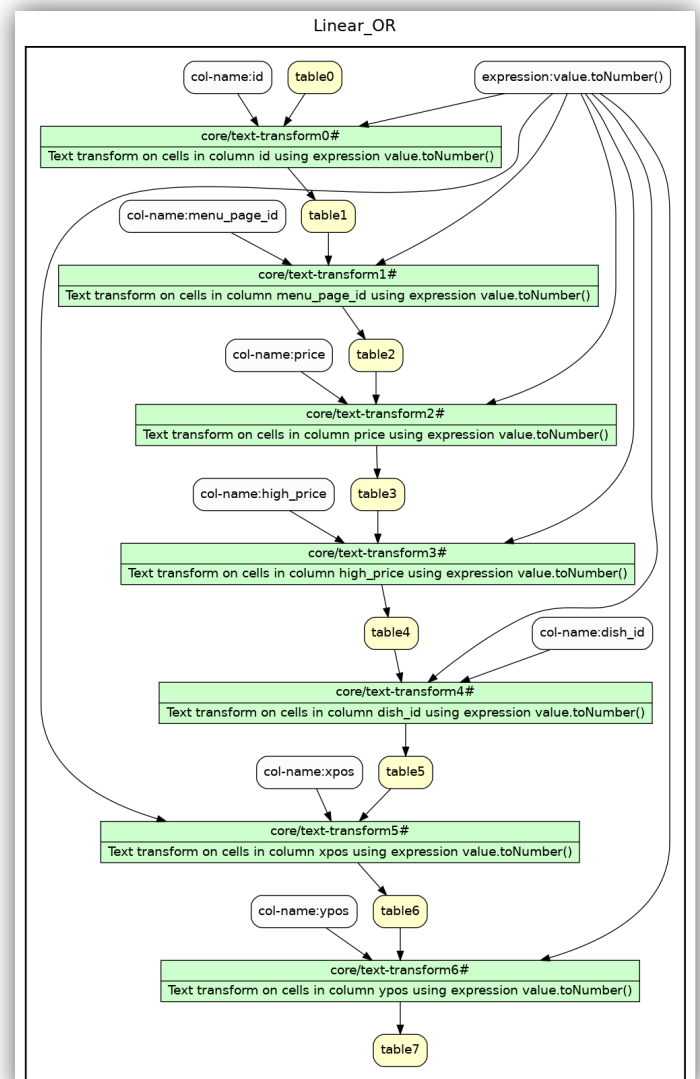 Linear_OR
col-name:id
table0
expression:value.toNumber()
core/text-transform0#
Text transform on cells in column id using expression value.toNumber()
col-name:menu_page_id
table1
core/text-transform1#
Text transform on cells in column menu_page_id using expression value.toNumber()
col-name:price
table2
core/text-transform2#
Text transform on cells in column price using expression value.toNumber()
col-name:high_price
table3
core/text-transform3#
Text transform on cells in column high_price using expression value.toNumber()
table4
col-name:dish_id
core/text-transform4#
Text transform on cells in column dish_id using expression value.toNumber()
col-name:xpos
table5
core/text-transform5#
Text transform on cells in column xpos using expression value.toNumber()
col-name:ypos
table6
core/text-transform6#
Text transform on cells in column ypos using expression value.toNumber()
table7